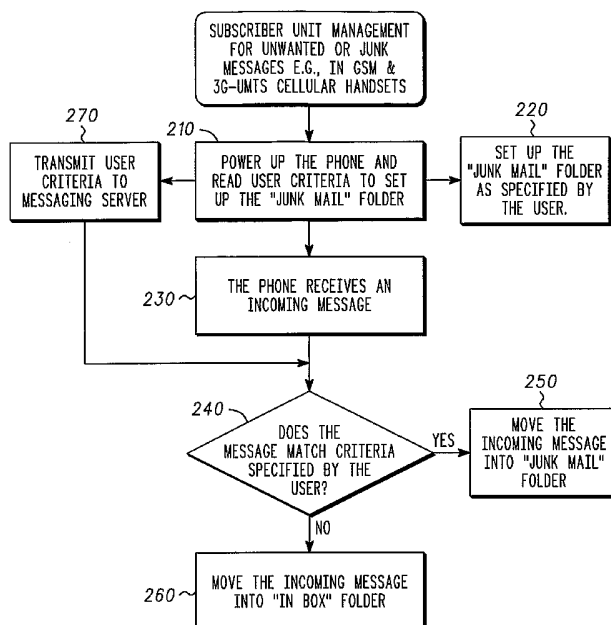 SUBSCRIBER UNIT MANAGEMENT
FOR UNWANTED OR JUNK
MESSAGES E.G., IN GSM &
3G-UMTS CELLULAR HANDSETS
270
TRANSMIT USER
CRITERIA TO
MESSAGING SERVER
210
POWER UP THE PHONE AND
READ USER CRITERIA TO SET
UP THE "JUNK MAIL" FOLDER
220
SET UP THE
"JUNK MAIL" FOLDER
AS SPECIFIED BY
THE USER.
230
THE PHONE RECEIVES AN
INCOMING MESSAGE
240
DOES THE
MESSAGE MATCH CRITERIA
SPECIFIED BY THE
USER?
YES
250
MOVE THE
INCOMING MESSAGE
INTO "JUNK MAIL"
FOLDER
NO
260
MOVE THE INCOMING MESSAGE
INTO "IN BOX" FOLDER